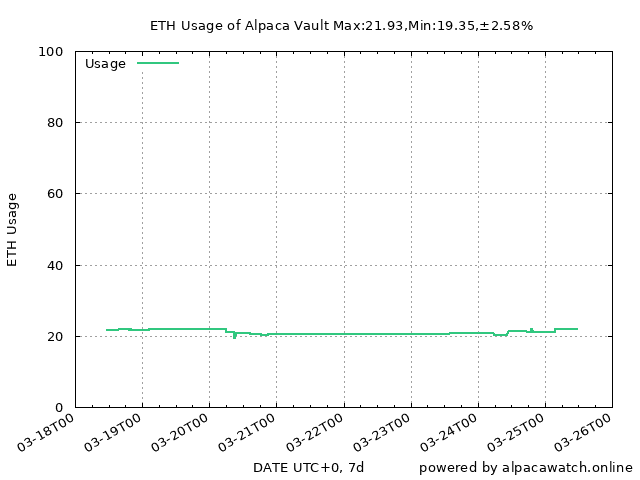 ETH Usage of Alpaca Vault Max:21.93,Min:19.35,±2.58%
Usage
100
80
60
40
20
0
ETH Usage
03-18T00 03-19T00 03-20T00 03-21T00 03-22T00 03-23T00 03-24T00 03-25T00 03-26T00
DATE UTC+0, 7d powered by alpacawatch.online